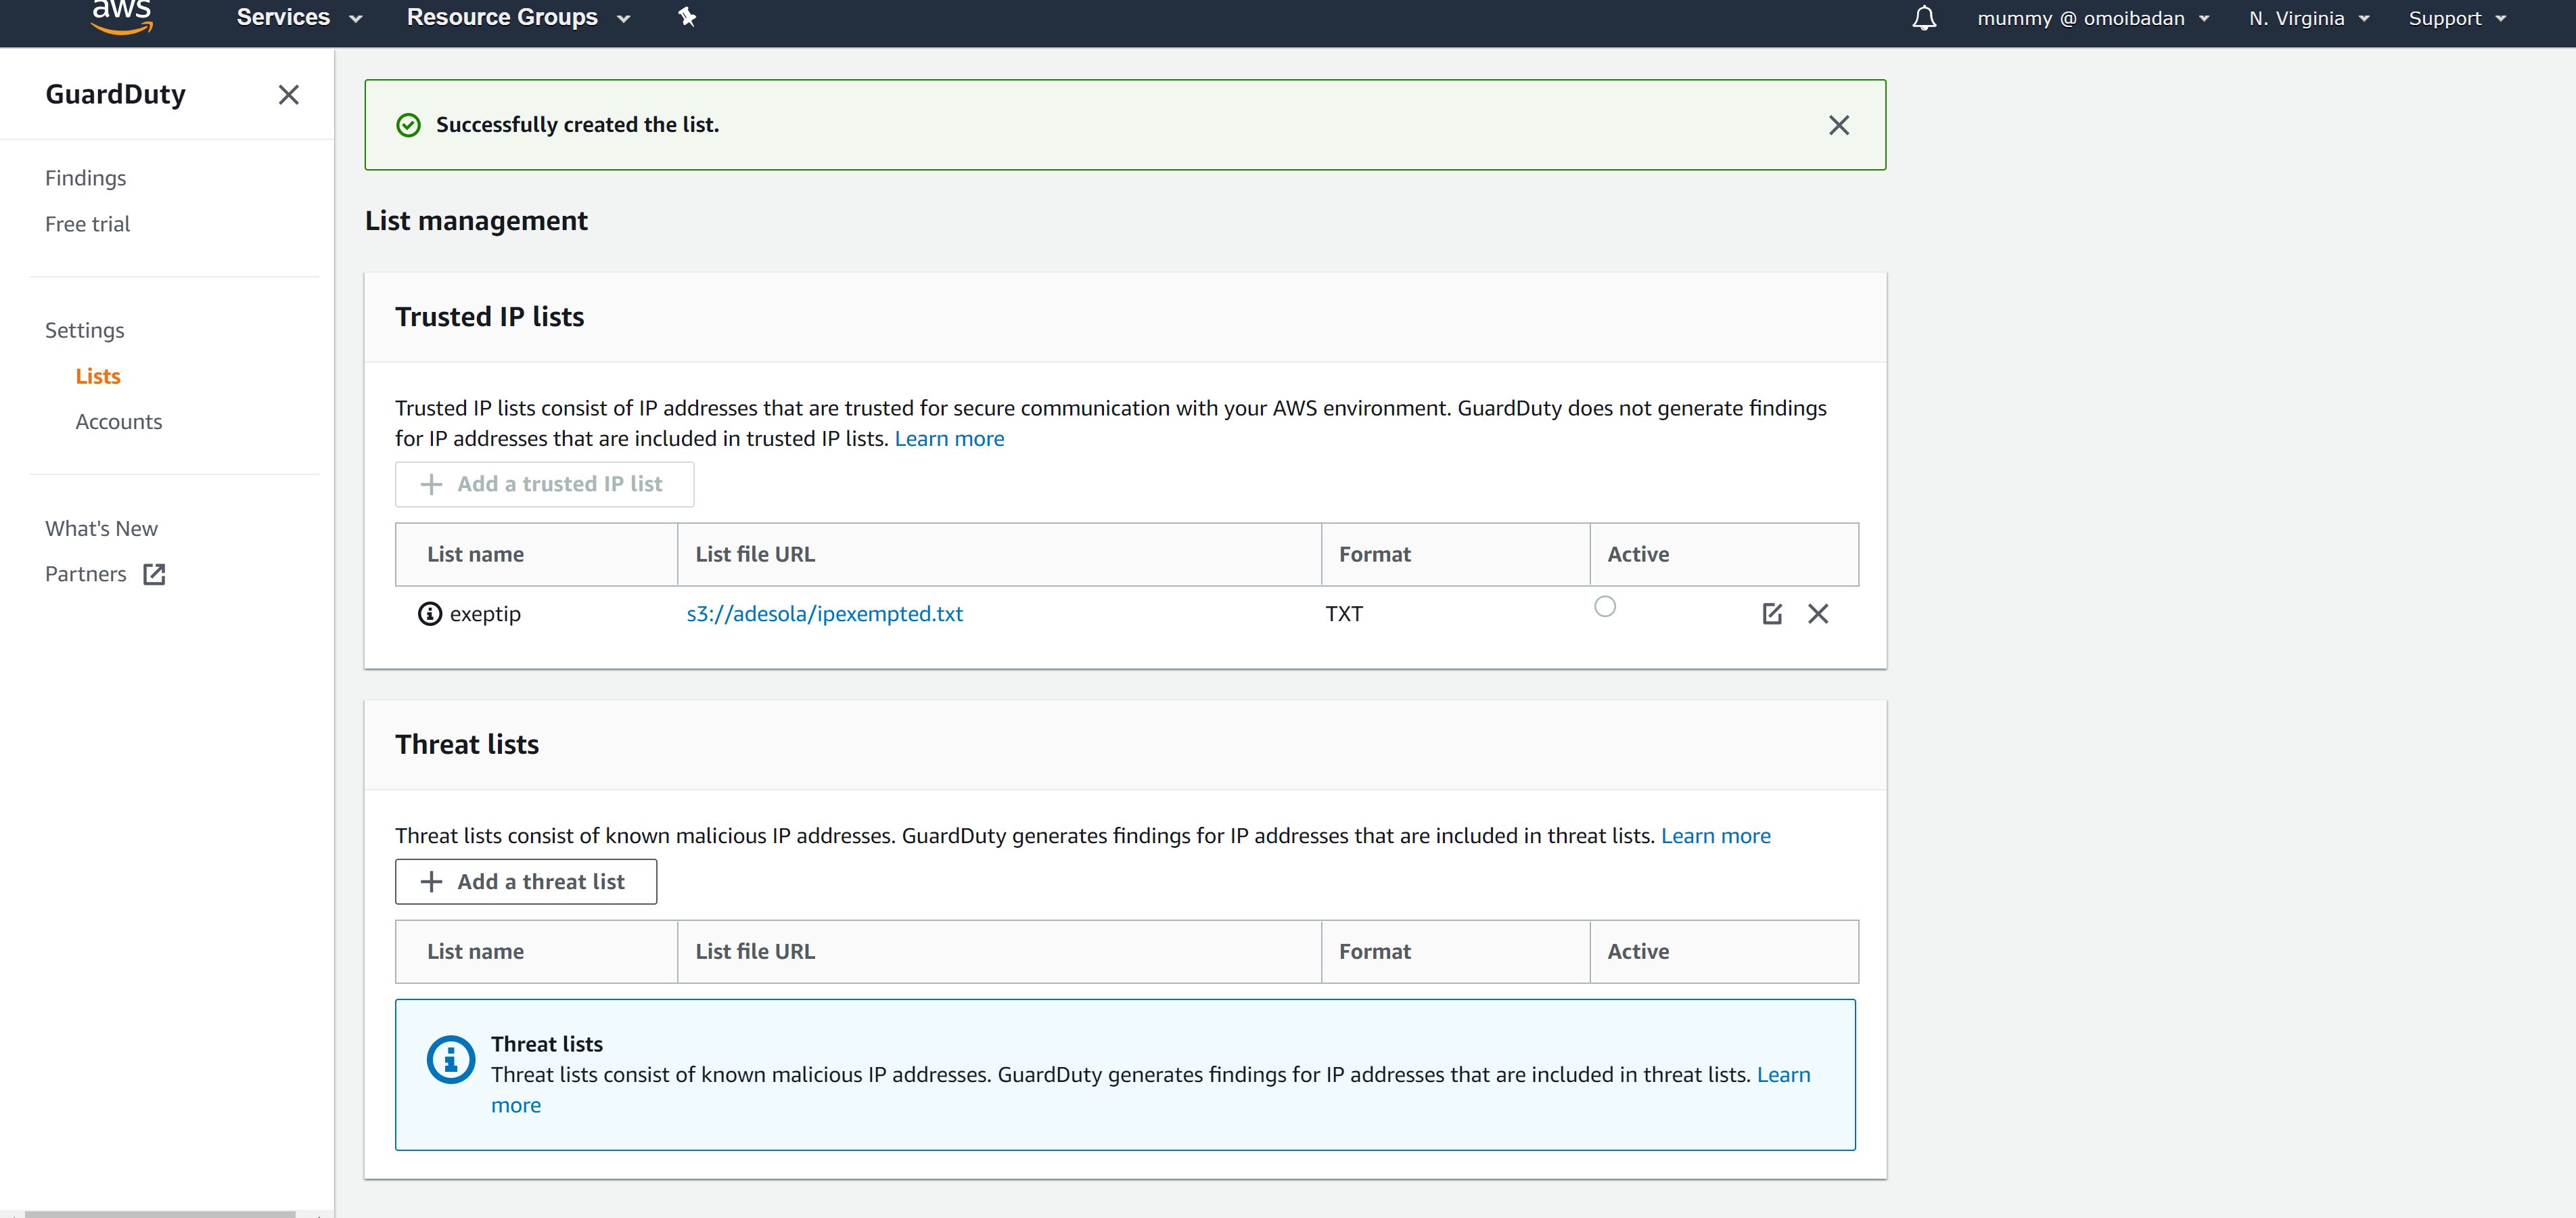 aws
Services
Resource Groups
mummy @ omoibadan
N. Virginia
Support
GuardDuty
Findings
Free trial
Settings
Lists
Accounts
What's New
Partners
Successfully created the list.
List management
Trusted IP lists
Trusted IP lists consist of IP addresses that are trusted for secure communication with your AWS environment. GuardDuty does not generate findings
for IP addresses that are included in trusted IP lists. Learn more
Add a trusted IP list
List name List file URL Format Active
exeptip s3://adesola/ipexempted.txt TXT
Threat lists
Threat lists consist of known malicious IP addresses. GuardDuty generates findings for IP addresses that are included in threat lists. Learn more
Add a threat list
List name List file URL Format Active
Threat lists
Threat lists consist of known malicious IP addresses. GuardDuty generates findings for IP addresses that are included in threat lists. Learn
more